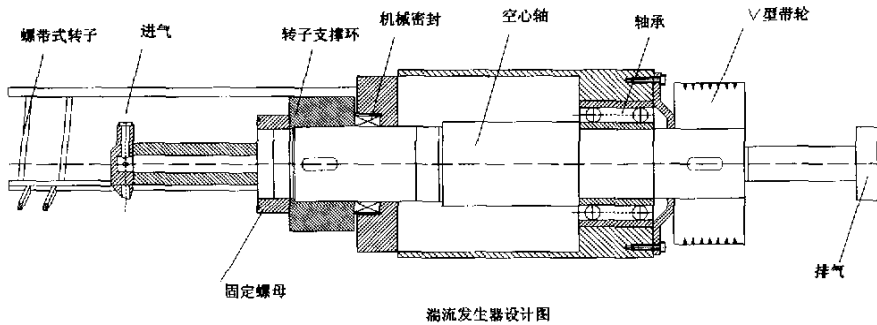 螺带式转子
进气
转子支撑环
机械密封
空心轴
轴承
V型带轮
固定螺母
排气
湍流发生器设计图